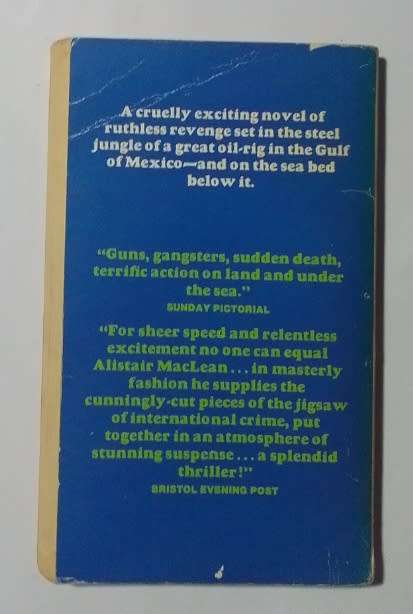 A cruelly exciting novel of
ruthless revenge set in the steel
jungle of a great oil-rig in the Gulf
of Mexico—and on the sea bed
below it.
“Guns, gangsters, sudden death,
terrific action on land and under
the sea.”
SUNDAY PICTORIAL
“For sheer speed and relentless
excitement no one can equal
Alistair MacLean... in masterly
fashion he supplies the
cunningly-cut pieces of the jigsaw
of international crime, put
together in an atmosphere of
stunning suspense... a splendid
thriller!”
BRISTOL EVENING POST